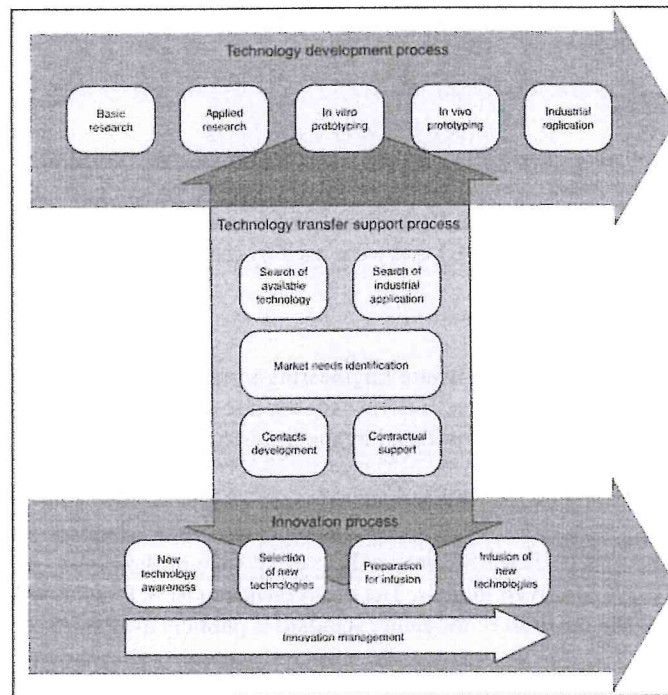 Technology development process
Basic
research
Applied
research
In vitro
prototyping
In vivo
prototyping
Industrial
replication
Technology transfer support process
Search of
available
technology
Search of
industrial
application
Market needs identification
Contacts
development
Contractual
support
Innovation process
New
technology
awareness
Selection
of new
technologies
Preparation
for infusion
Infusion of
new
technologies
Innovation management